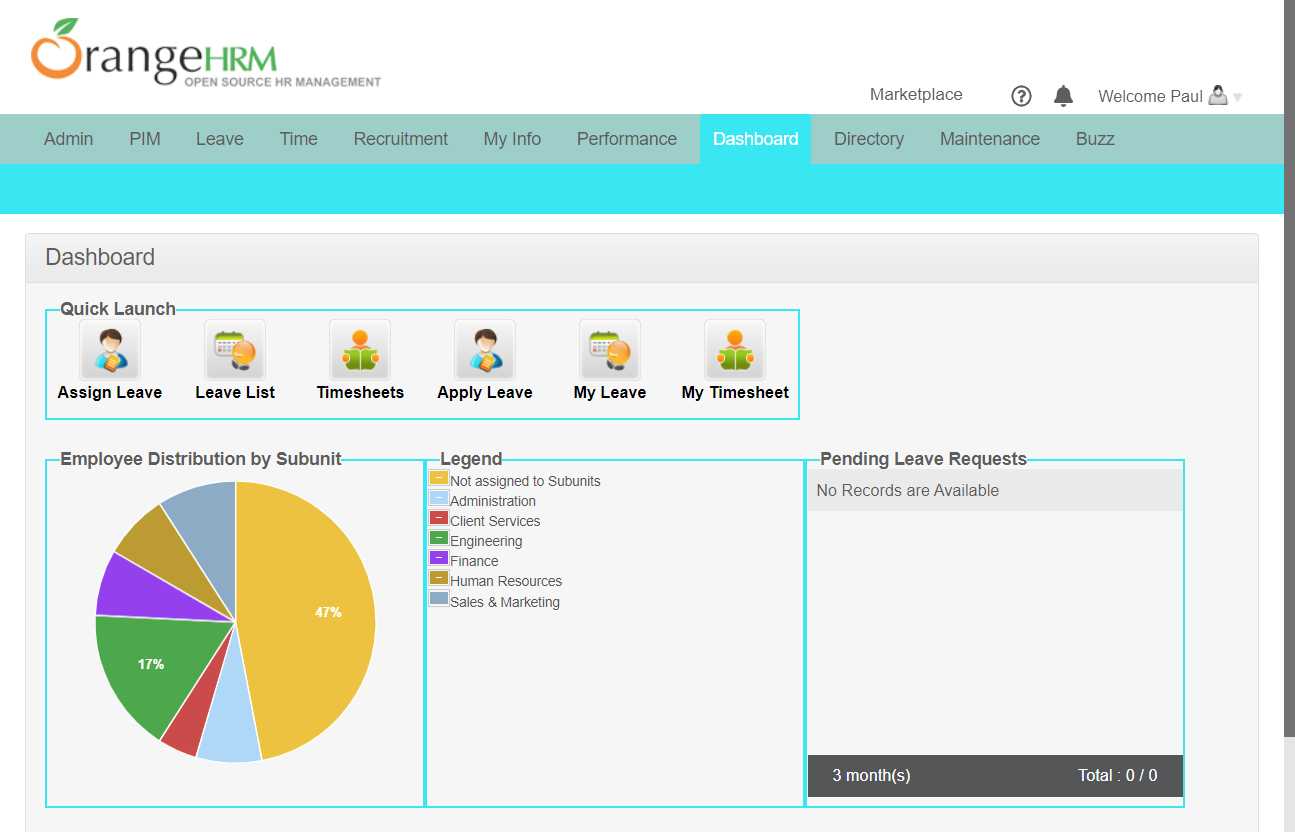 OrangeHRM
OPEN SOURCE HR MANAGEMENT
Marketplace ? Welcome Paul
Admin PIM Leave Time Recruitment My Info Performance Dashboard Directory Maintenance Buzz
Dashboard
Quick Launch
Assign Leave Leave List Timesheets Apply Leave My Leave My Timesheet
Employee Distribution by Subunit
47%
17%
Legend
Not assigned to Subunits
Administration
Client Services
Engineering
Finance
Human Resources
Sales & Marketing
Pending Leave Requests
No Records are Available
3 month(s) Total : 0 / 0